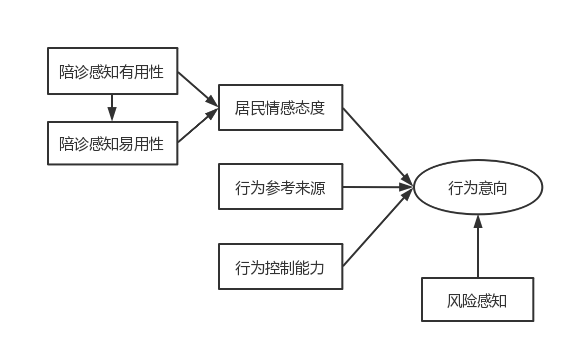 陪诊感知有用性
陪诊感知易用性
居民情感态度
行为参考来源
行为意向
行为控制能力
风险感知